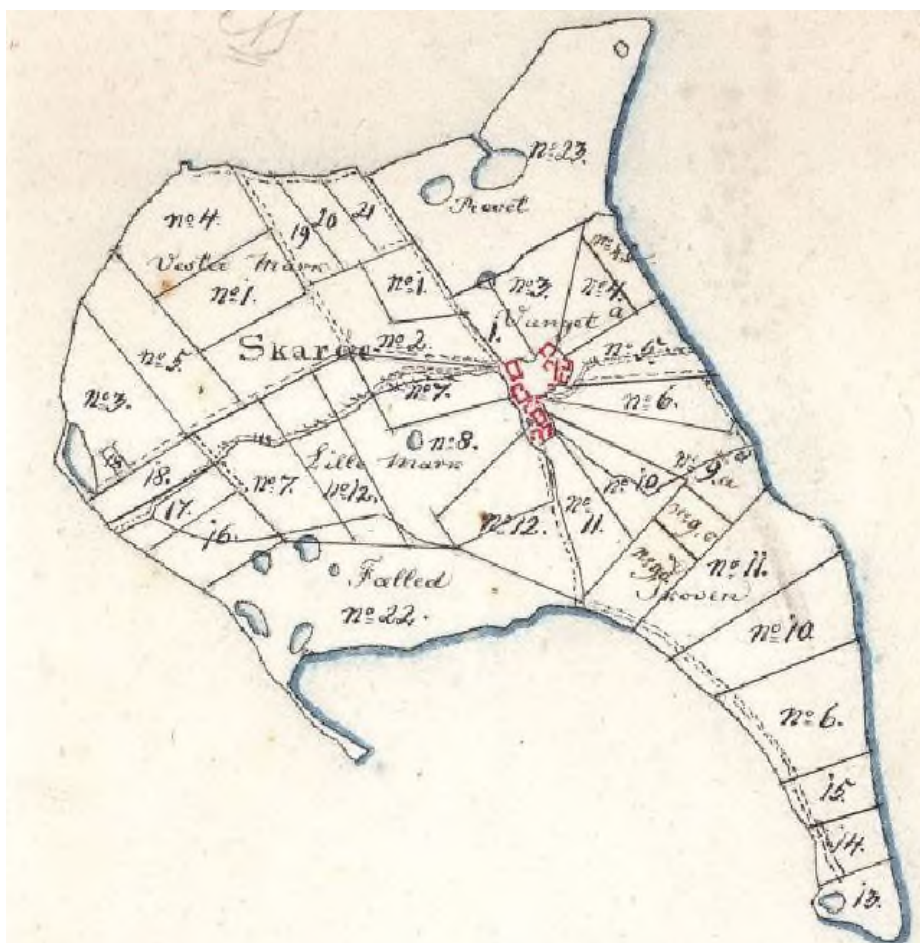 No 23.
No 4.
19
20
21
Vester Mark
No 1.
No 1.
No 3.
No 4.
a
1.
Vanget
Skarøe
No 2.
No 5.
No 7.
No 6.
No 3.
No 8.
18.
Lille Mark
No 7.
No 12.
No 10.
No 9.a
17.
16.
No 12.
No 11.
No 11.
Skoven
Fælled
No 22.
No 10.
No 6.
15.
14.
13.